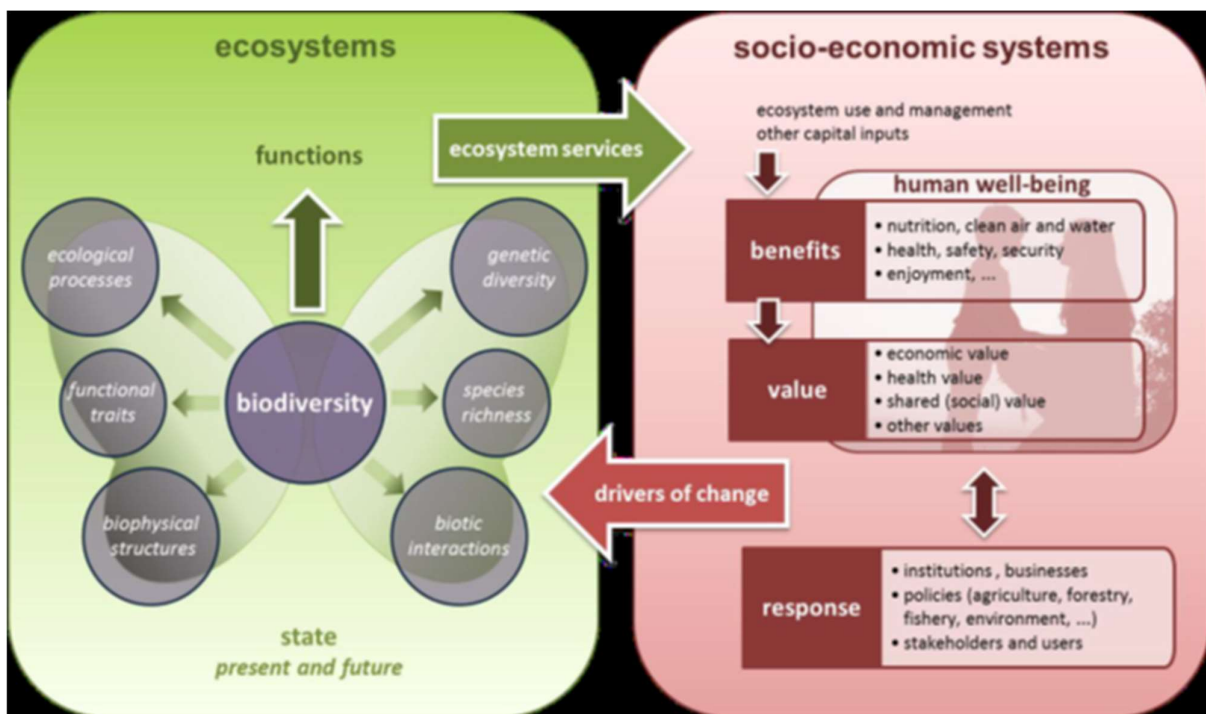 ecosystems
functions
ecological
processes
genetic
diversity
functional
traits
biodiversity
species
richness
biophysical
structures
biotic
interactions
state
present and future
ecosystem services
drivers of change
socio-economic systems
ecosystem use and management
other capital inputs
human well-being
benefits
• nutrition, clean air and water
• health, safety, security
• enjoyment, ...
value
• economic value
• health value
• shared (social) value
• other values
response
• institutions , businesses
• policies (agriculture, forestry,
fishery, environment, ...)
• stakeholders and users